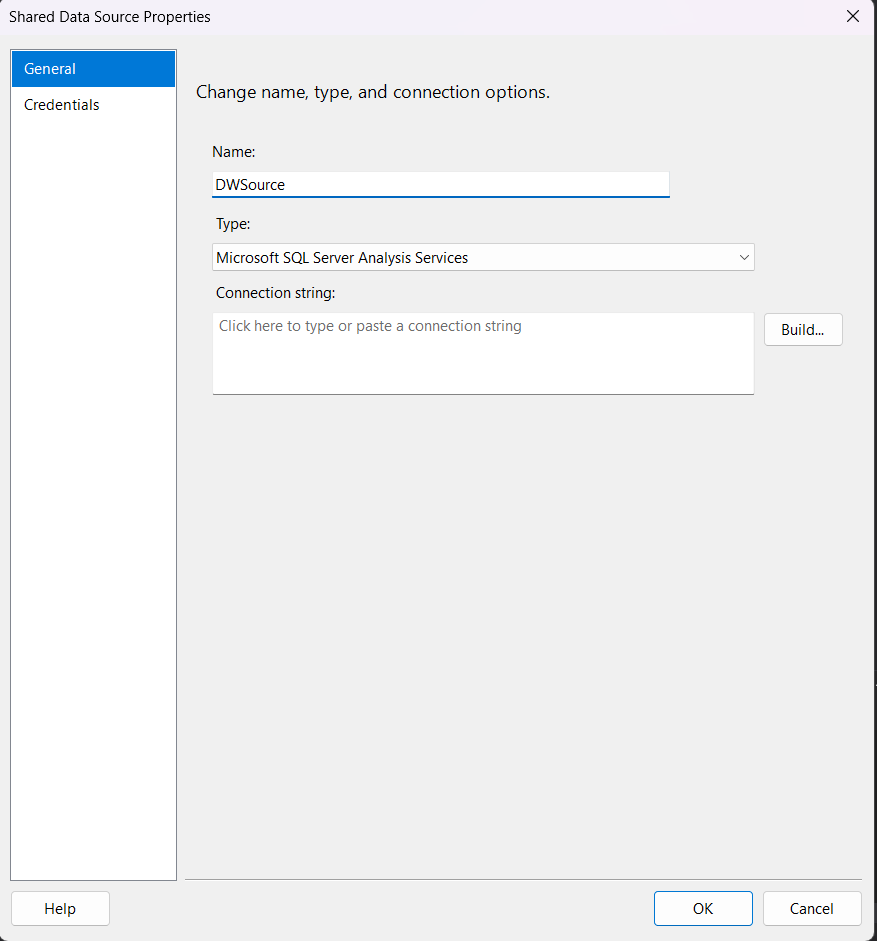 Shared Data Source Properties
General
Credentials
Change name, type, and connection options.
Name:
DWSource
Type:
Microsoft SQL Server Analysis Services
Connection string:
Click here to type or paste a connection string
Build...
Help
OK
Cancel